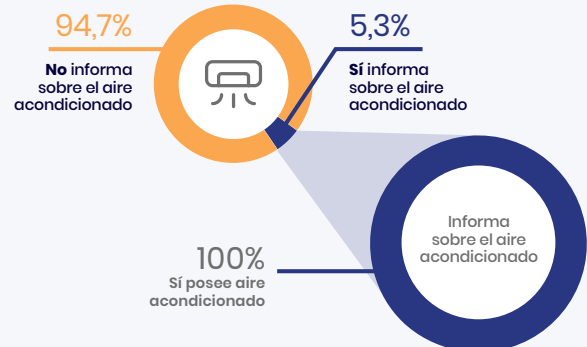 94,7%
No informa
sobre el aire
acondicionado
5,3%
Sí informa
sobre el aire
acondicionado
Informa
sobre el aire
acondicionado
100%
Sí posee aire
acondicionado